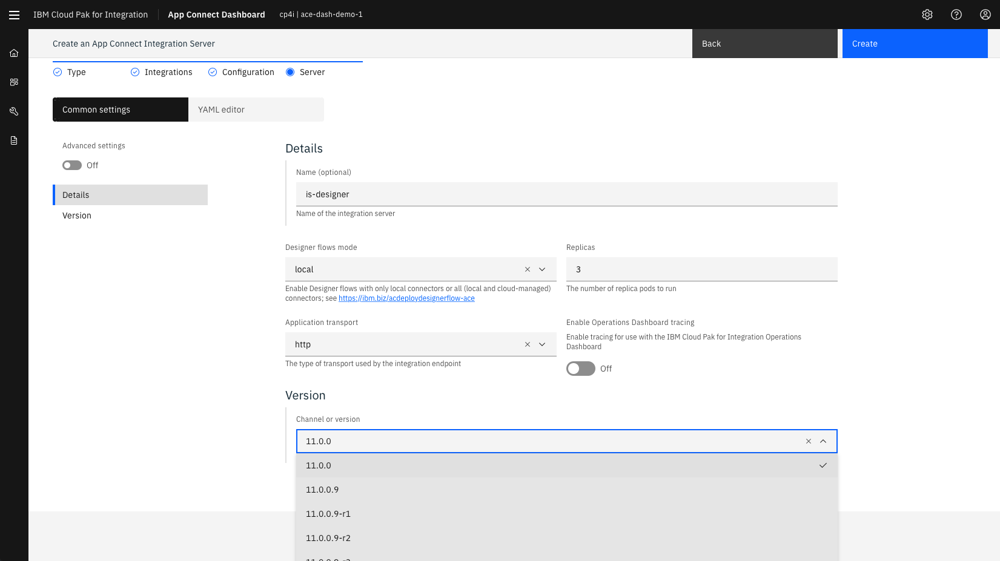 IBM Cloud Pak for Integration
App Connect Dashboard
cp4i | ace-dash-demo-1
Create an App Connect Integration Server
Back
Create
Type
Integrations
Configuration
Server
Common settings
YAML editor
Advanced settings
Off
Details
Version
Details
Name (optional)
is-designer
Name of the integration server
Designer flows mode
local
Enable Designer flows with only local connectors or all (local and cloud-managed)
connectors; see https://ibm.biz/acdeploydesignerflow-ace
Replicas
3
The number of replica pods to run
Application transport
http
The type of transport used by the integration endpoint
Enable Operations Dashboard tracing
Enable tracing for use with the IBM Cloud Pak for Integration Operations
Dashboard
Off
Version
Channel or version
11.0.0
11.0.0
11.0.0.9
11.0.0.9-r1
11.0.0.9-r2